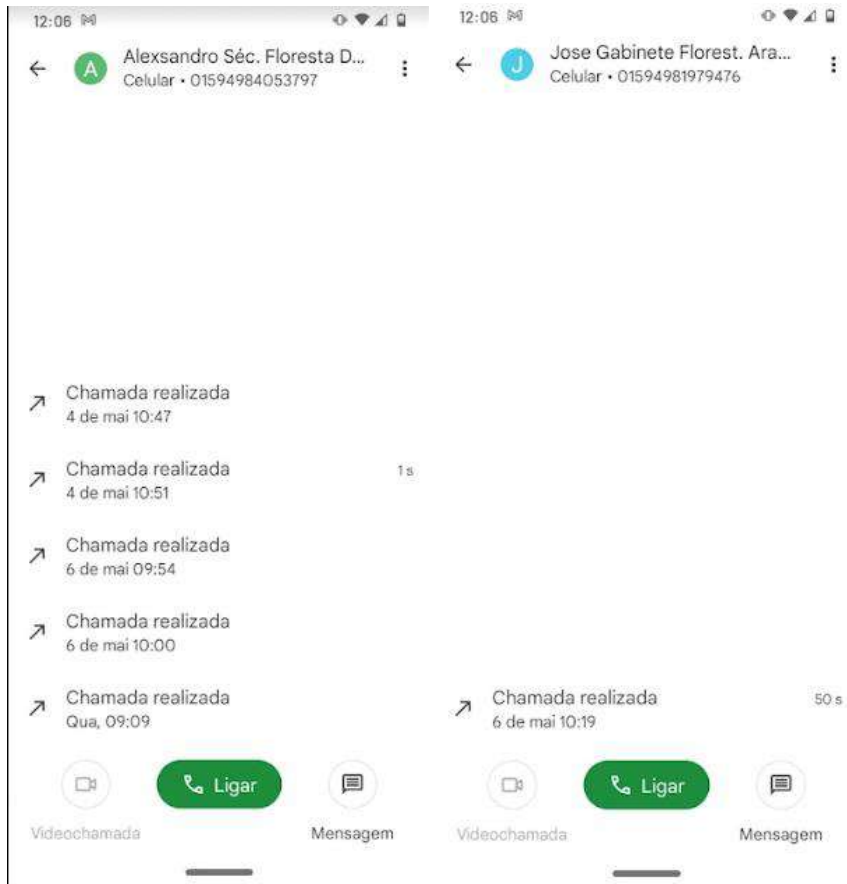 12:06
Alexsandro Séc. Floresta D...
Celular • 01594984053797
Chamada realizada
4 de mai 10:47
Chamada realizada
1 s
4 de mai 10:51
Chamada realizada
6 de mai 09:54
Chamada realizada
6 de mai 10:00
Chamada realizada
Qua, 09:09
Ligar
Videochamada
Mensagem
12:06
Jose Gabinete Florest. Ara...
Celular • 01594981979476
Chamada realizada
50 s
6 de mai 10:19
Ligar
Videochamada
Mensagem
A
J